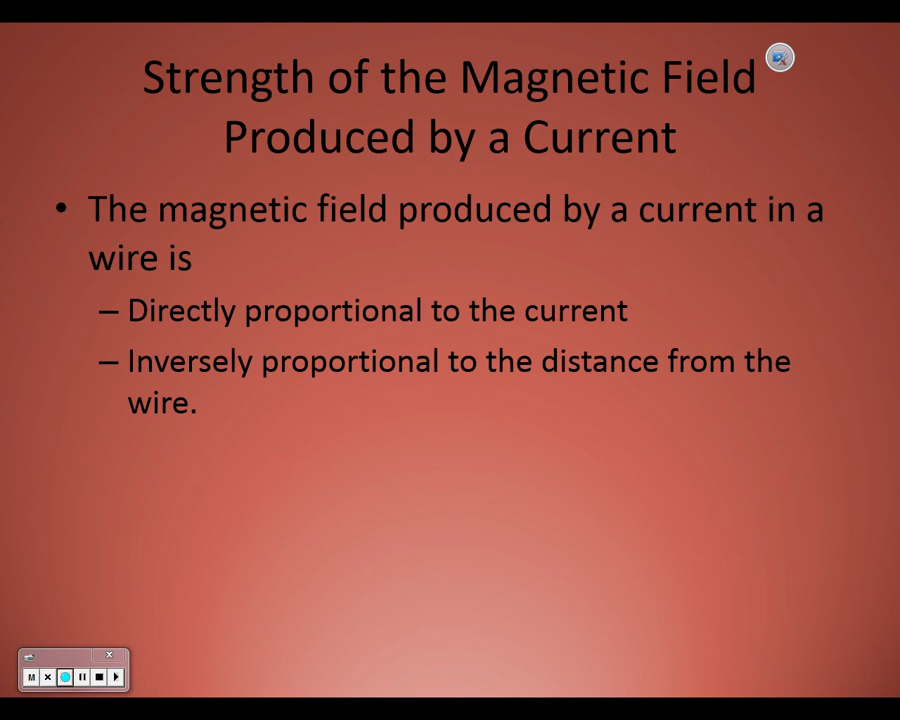 Strength of the Magnetic Field
Produced by a Current
• The magnetic field produced by a current in a
wire is
– Directly proportional to the current
– Inversely proportional to the distance from the
wire.
M